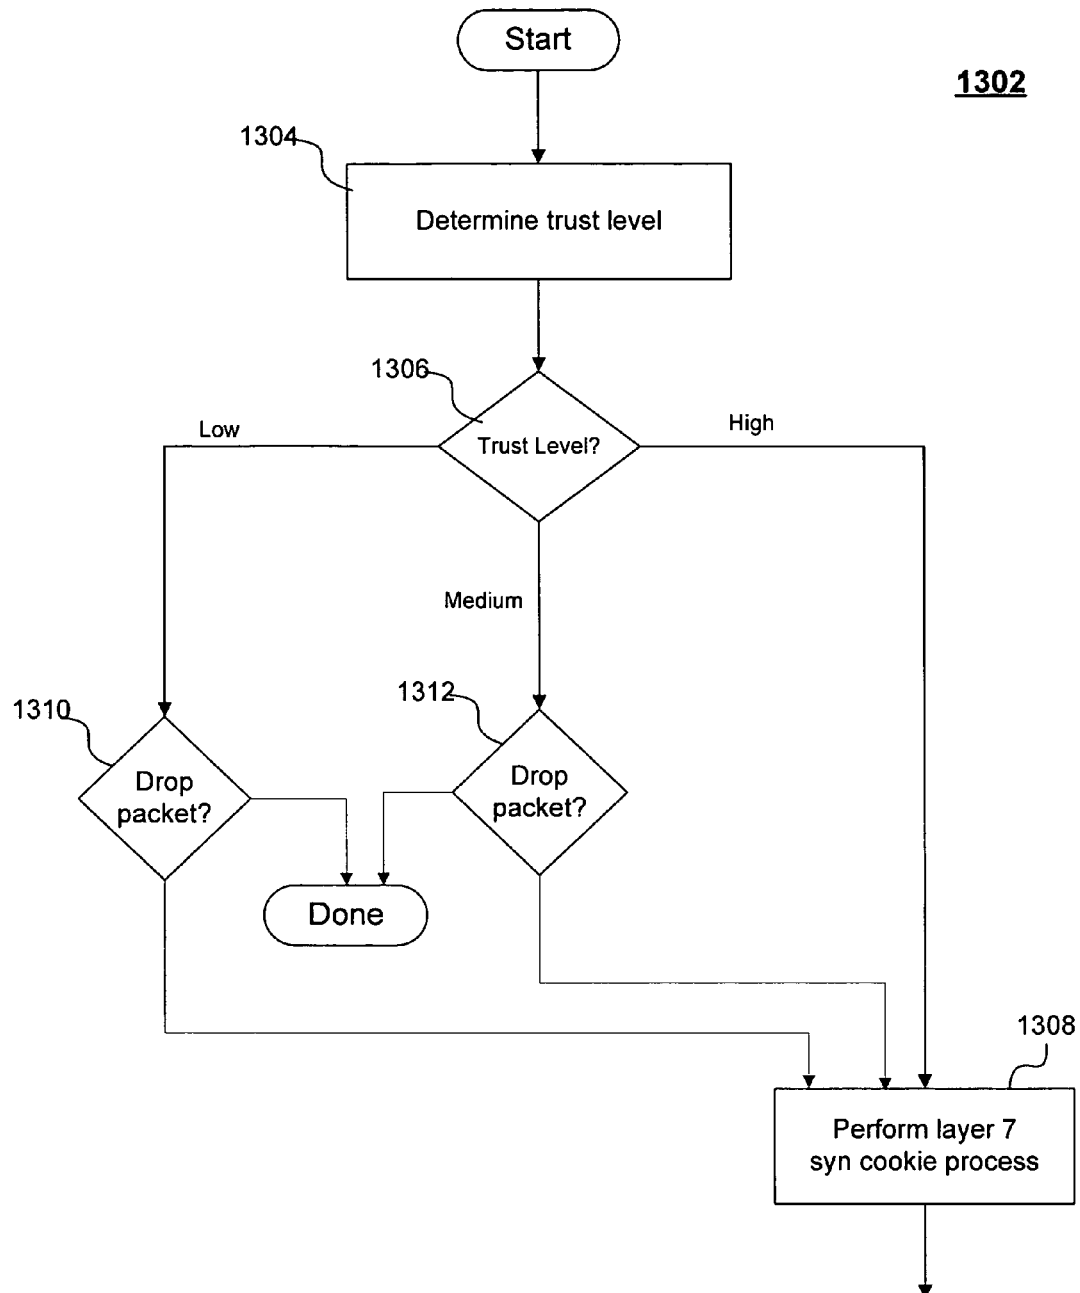 Start
1302
1304
Determine trust level
1306
Trust Level?
Low
High
Medium
1310
1312
Drop
packet?
Drop
packet?
Done
1308
Perform layer 7
syn cookie process